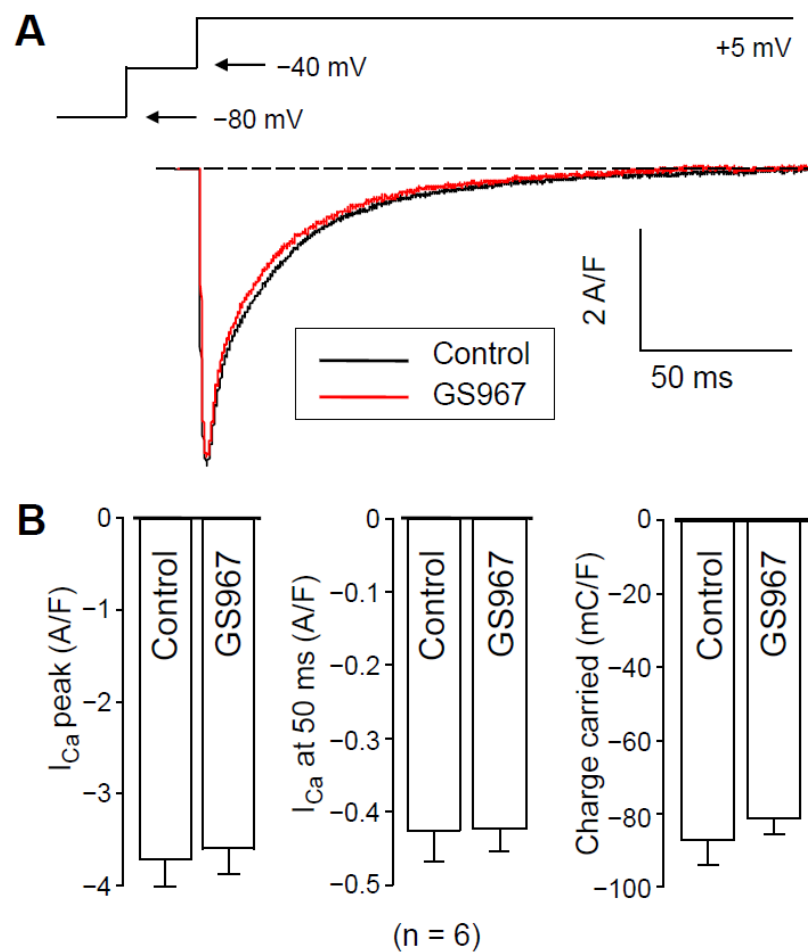 A
−40 mV
+5 mV
−80 mV
2 A/F
50 ms
Control
GS967
B
I_Ca peak (A/F)
0
−1
−2
−3
−4
Control
GS967
I_Ca at 50 ms (A/F)
0
−0.1
−0.2
−0.3
−0.4
−0.5
Control
GS967
Charge carried (mC/F)
0
−20
−40
−60
−80
−100
Control
GS967
(n = 6)